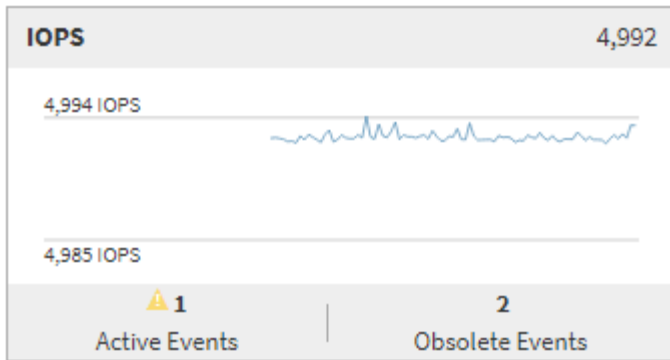 IOPS 4,992
4,994 IOPS
4,985 IOPS
1 2
Active Events Obsolete Events